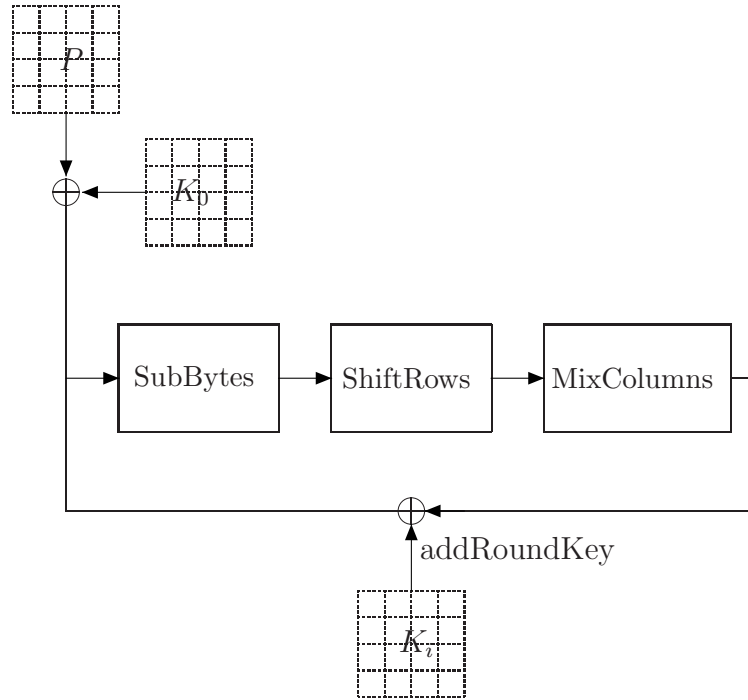 P
K₀
SubBytes
ShiftRows
MixColumns
addRoundKey
Kᵢ